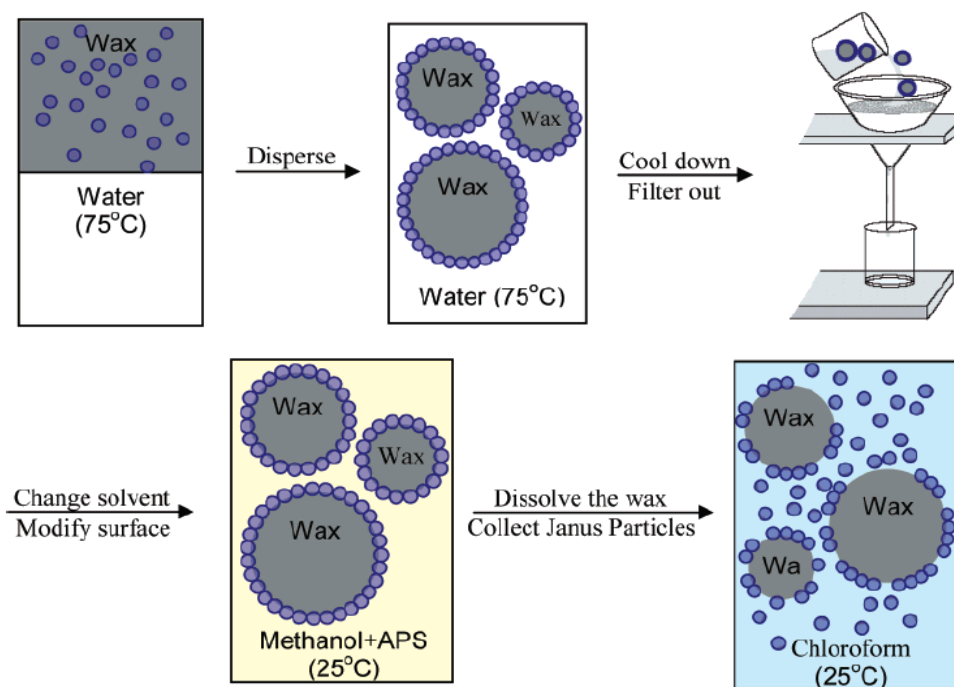 Wax
Water
(75°C)
Disperse
Wax
Wax
Wax
Water (75°C)
Cool down
Filter out
Change solvent
Modify surface
Wax
Wax
Wax
Methanol+APS
(25°C)
Dissolve the wax
Collect Janus Particles
Wax
Wax
Wa
Chloroform
(25°C)